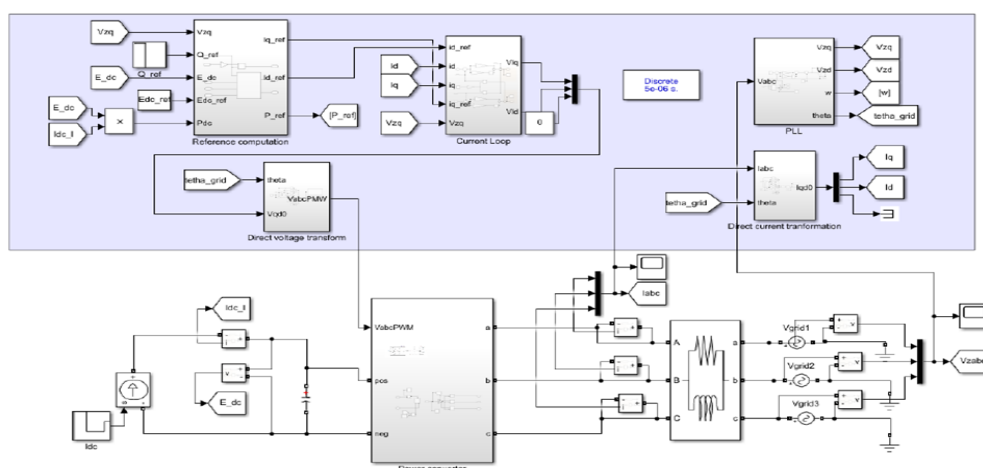 Vzq
Q_ref
E_dc
E_dc
Edc_ref
Idc_I
×
Vzq
Q_ref
E_dc
Edc_ref
Pdc
iq_ref
id_ref
P_ref
Reference computation
[P_ref]
Id
Iq
Vzq
id_ref
id
iq
iq_ref
Vzq
Viq
Vid
Current Loop
0
Discrete
5e-06 s.
Vabc
Vzq
Vzd
w
theta
PLL
Vzq
Vzd
[w]
tetha_grid
tetha_grid
theta
Vqd0
VabcPMW
Direct voltage transform
tetha_grid
Iabc
theta
Iqd0
Direct current tranformation
Iq
Id
Idc_I
E_dc
Idc
VabcPWM
pos
neg
a
b
c
Power converter
Iabc
A
B
C
a
b
c
Vgrid1
Vgrid2
Vgrid3
Vzabc